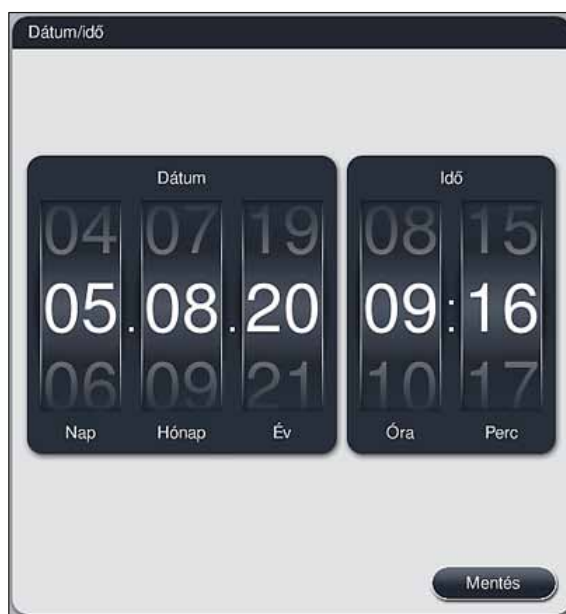 Dátum/idő
Dátum
Idő
04 07 19 08 15
05.08.20 09:16
06 09 21 10 17
Nap Hónap Év Óra Perc
Mentés